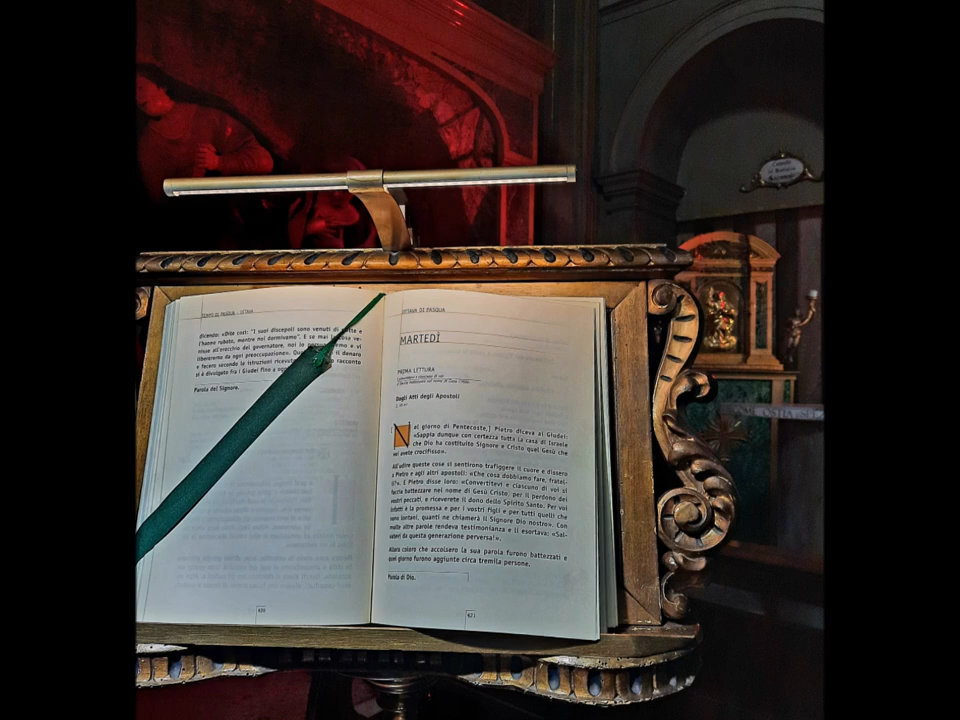 TEMPO DI PASQUA - OTTAVA
dicendo: «Dite così: "I suoi discepoli sono venuti di notte e
l'hanno rubato, mentre noi dormivamo". E se mai la cosa ve-
nisse all'orecchio del governatore, noi lo e vi
libereremo da ogni preoccupazione». il denaro
e fecero secondo le istruzioni ricevute. racconto
si è divulgato fra i Giudei fino a
Parola del Signore.
420
OTTAVA DI PASQUA
MARTEDÌ
PRIMA LETTURA
Dagli Atti degli Apostoli
[N al giorno di Pentecoste,] Pietro diceva ai Giudei:
«Sappia dunque con certezza tutta la casa di Israele
che Dio ha costituito Signore e Cristo quel Gesù che
voi avete crocifisso».
All'udire queste cose si sentirono trafiggere il cuore e dissero
a Pietro e agli altri apostoli: «Che cosa dobbiamo fare, fratel-
li?». E Pietro disse loro: «Convertitevi e ciascuno di voi si
faccia battezzare nel nome di Gesù Cristo, per il perdono dei
vostri peccati, e riceverete il dono dello Spirito Santo. Per voi
infatti è la promessa e per i vostri figli e per tutti quelli che
sono lontani, quanti ne chiamerà il Signore Dio nostro». Con
molte altre parole rendeva testimonianza e li esortava: «Sal-
vatevi da questa generazione perversa!».
Allora coloro che accolsero la sua parola furono battezzati e
quel giorno furono aggiunte circa tremila persone.
Parola di Dio.
421